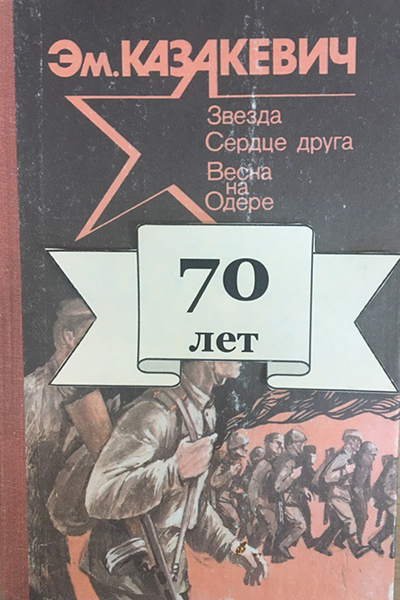 Эм. КАЗАКЕВИЧ
Звезда
Сердце друга
Весна
на
Одере
70
лет